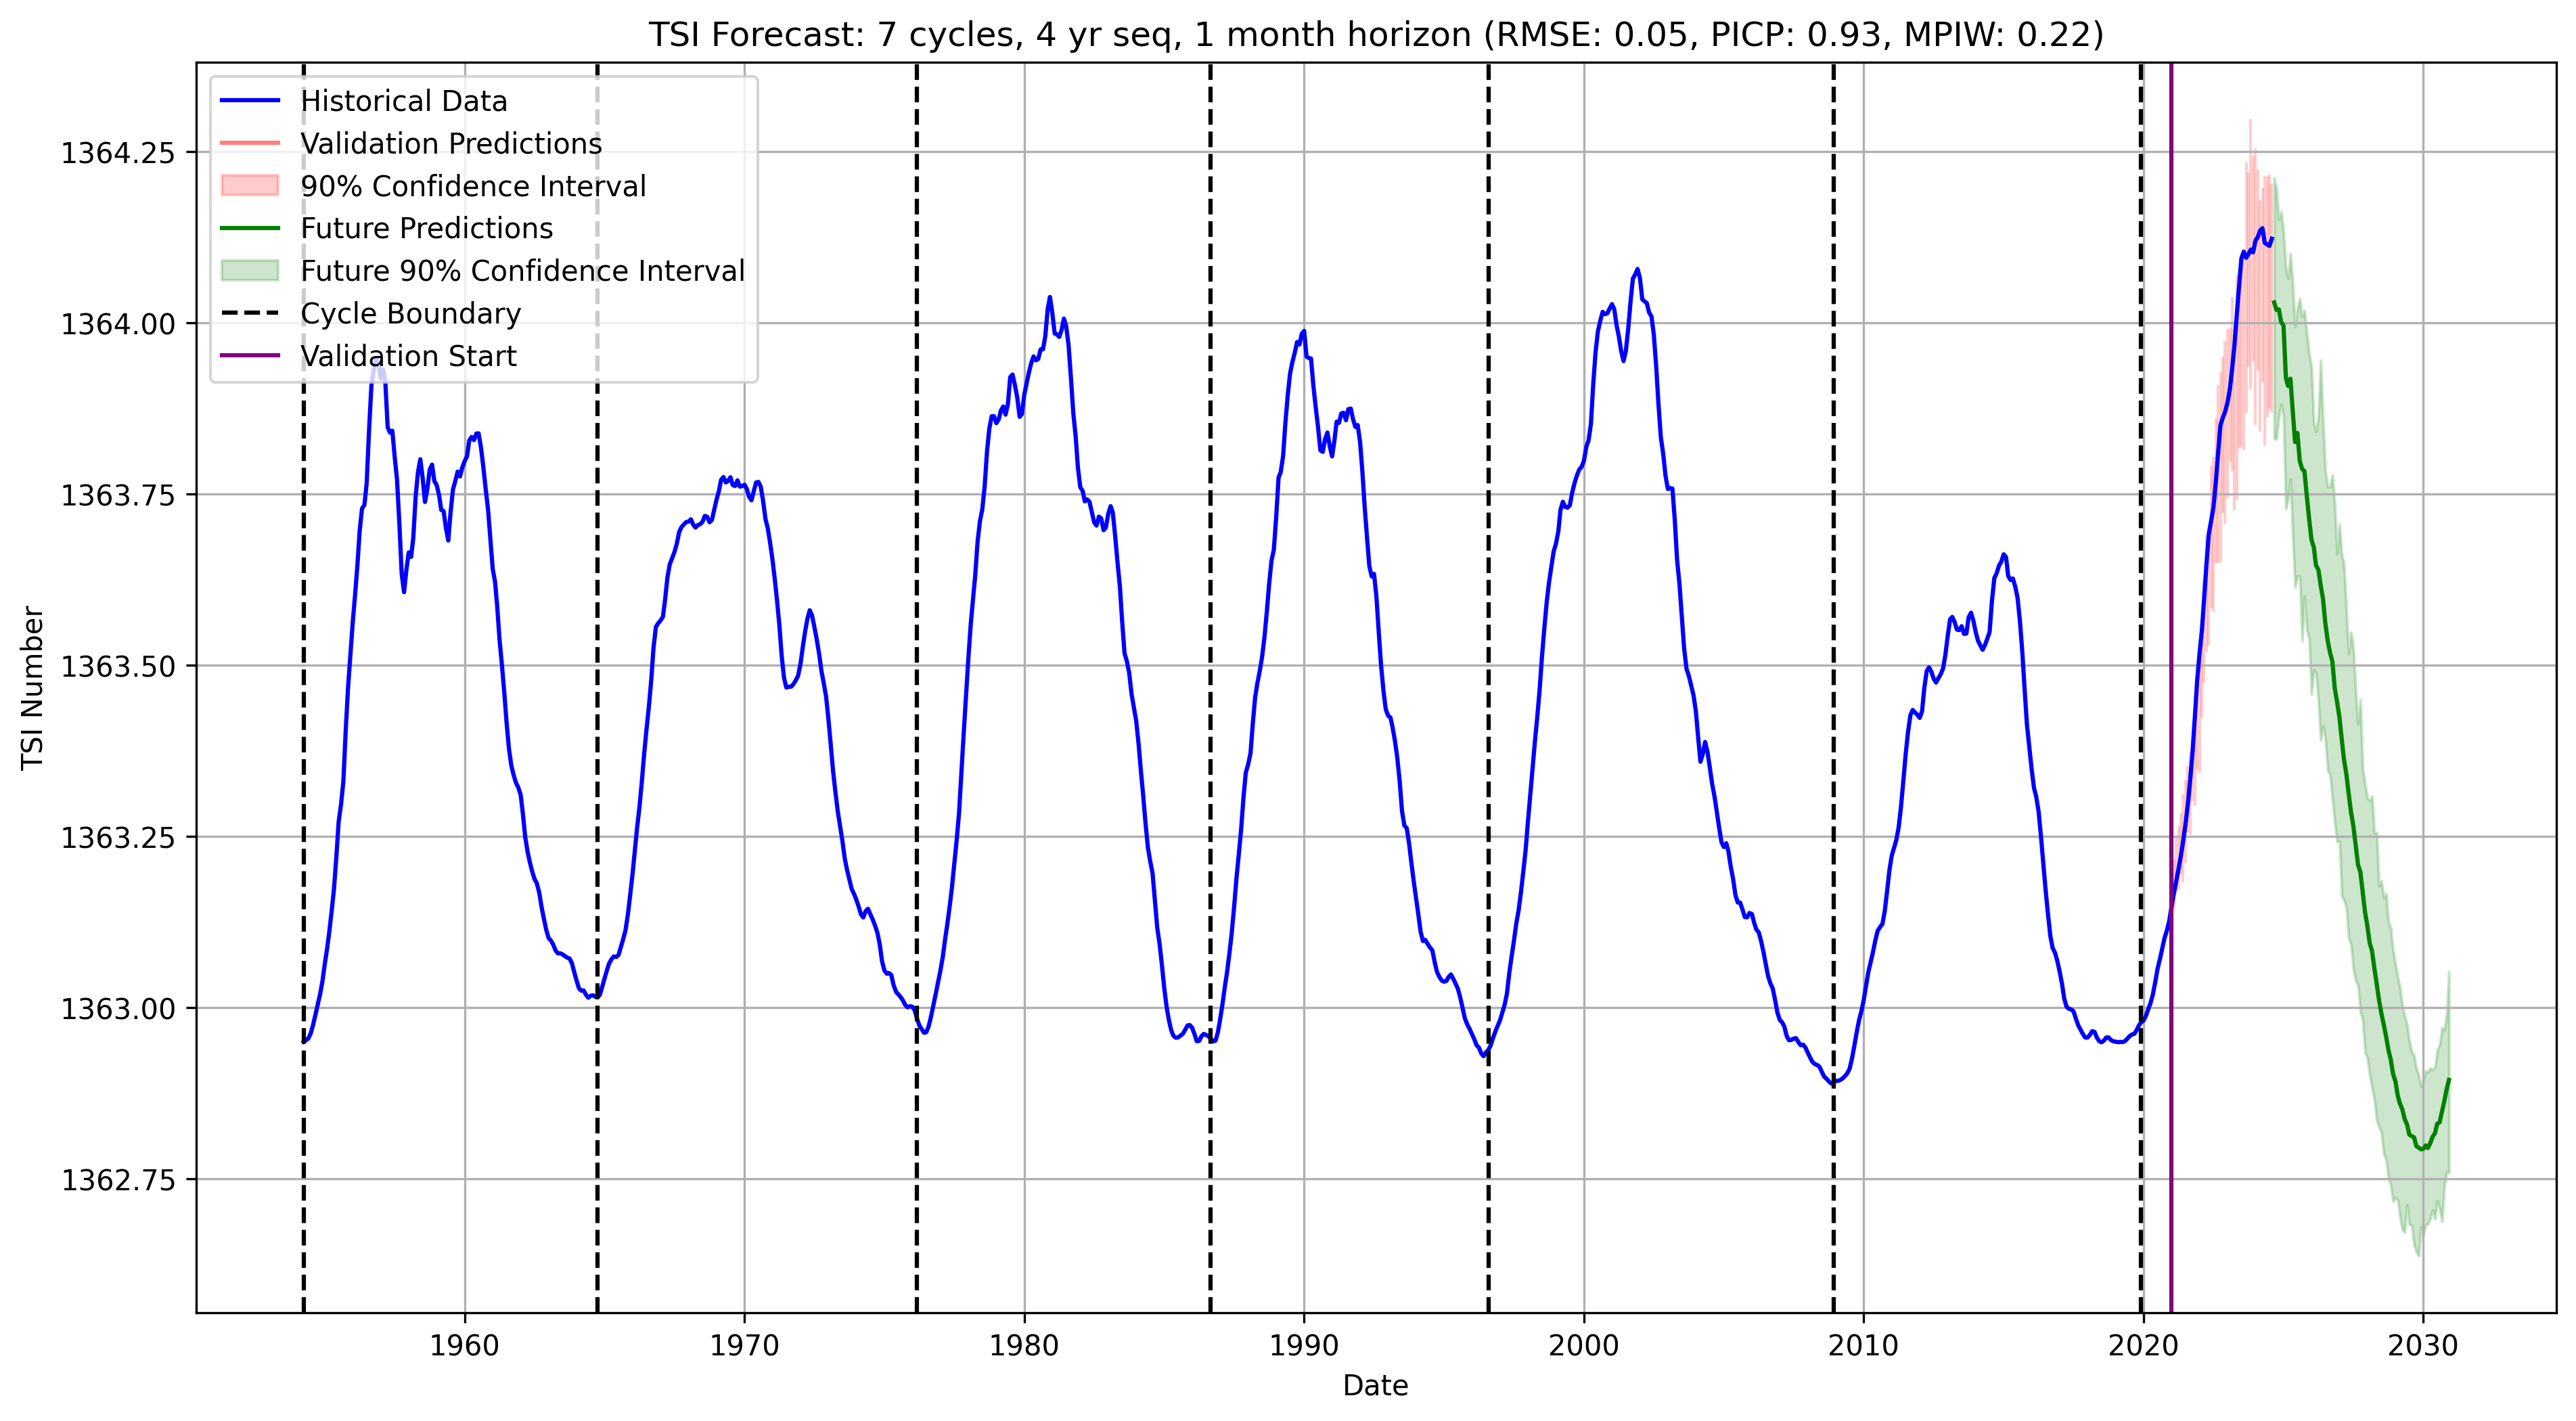 TSI Forecast: 7 cycles, 4 yr seq, 1 month horizon (RMSE: 0.05, PICP: 0.93, MPIW: 0.22)
Historical Data
Validation Predictions
90% Confidence Interval
Future Predictions
Future 90% Confidence Interval
Cycle Boundary
Validation Start
TSI Number
1364.25
1364.00
1363.75
1363.50
1363.25
1363.00
1362.75
1960 1970 1980 1990 2000 2010 2020 2030
Date